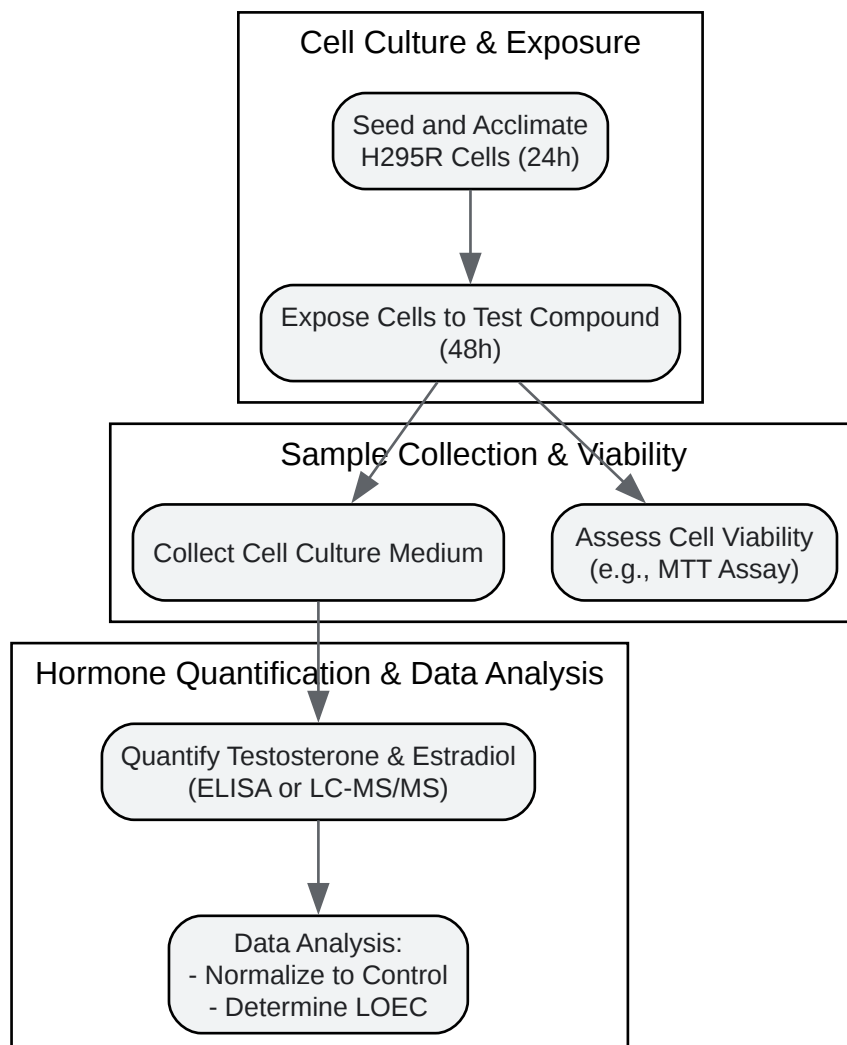 Cell Culture & Exposure
Seed and Acclimate
H295R Cells (24h)
Expose Cells to Test Compound
(48h)
Sample Collection & Viability
Collect Cell Culture Medium
Assess Cell Viability
(e.g., MTT Assay)
Hormone Quantification & Data Analysis
Quantify Testosterone & Estradiol
(ELISA or LC-MS/MS)
Data Analysis:
- Normalize to Control
- Determine LOEC